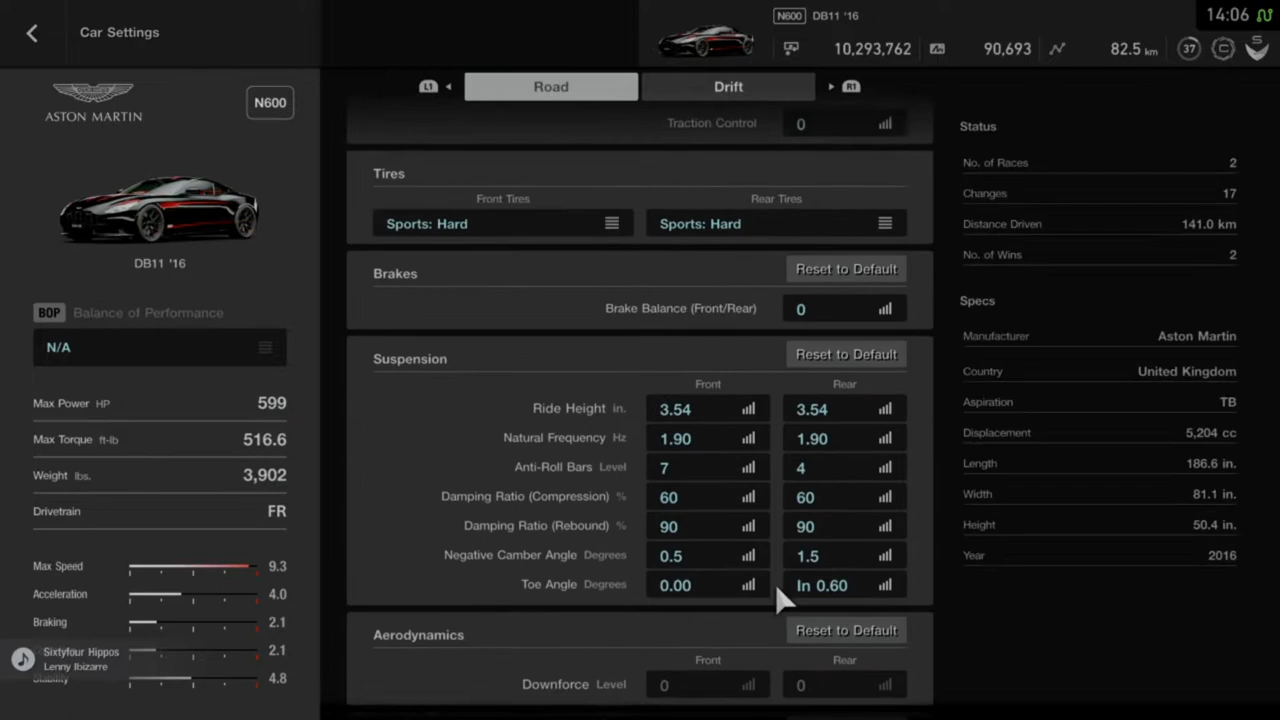 Car Settings
N600 DB11 '16
14:06
10,293,762 90,693 82.5 km 37 C S
ASTON MARTIN
N600
DB11 '16
BOP Balance of Performance
N/A
Max Power HP 599
Max Torque ft-lb 516.6
Weight lbs. 3,902
Drivetrain FR
Max Speed 9.3
Acceleration 4.0
Braking 2.1
2.1
Stability 4.8
Sixtyfour Hippos
Lenny Ibizarre
L1 Road Drift R1
Traction Control 0
Tires
Front Tires Rear Tires
Sports: Hard Sports: Hard
Brakes Reset to Default
Brake Balance (Front/Rear) 0
Suspension Reset to Default
Front Rear
Ride Height in. 3.54 3.54
Natural Frequency Hz 1.90 1.90
Anti-Roll Bars Level 7 4
Damping Ratio (Compression) % 60 60
Damping Ratio (Rebound) % 90 90
Negative Camber Angle Degrees 0.5 1.5
Toe Angle Degrees 0.00 In 0.60
Aerodynamics Reset to Default
Front Rear
Downforce Level 0 0
Status
No. of Races 2
Changes 17
Distance Driven 141.0 km
No. of Wins 2
Specs
Manufacturer Aston Martin
Country United Kingdom
Aspiration TB
Displacement 5,204 cc
Length 186.6 in.
Width 81.1 in.
Height 50.4 in.
Year 2016